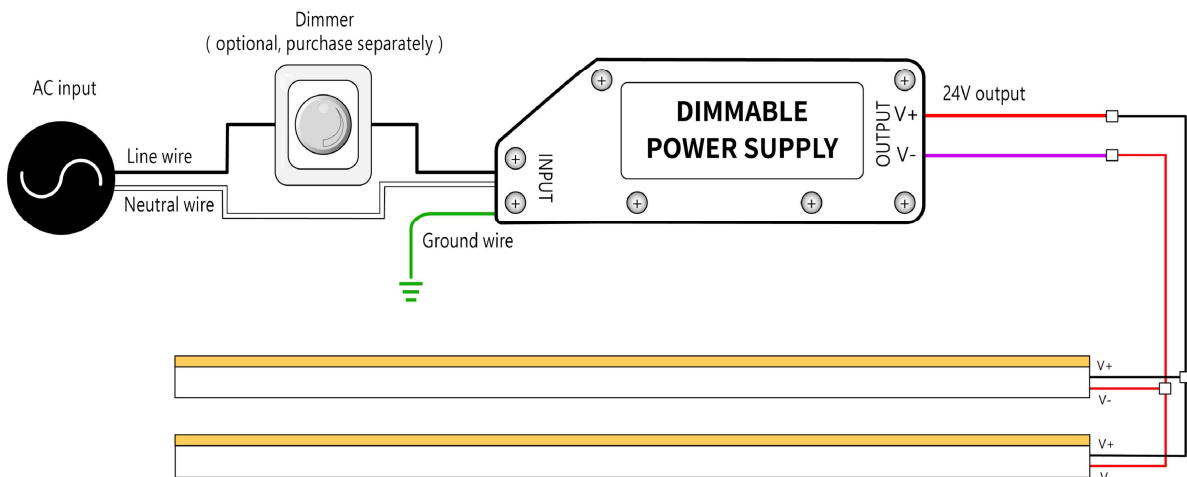 Dimmer
( optional, purchase separately )
AC input
Line wire
Neutral wire
Ground wire
INPUT
DIMMABLE
POWER SUPPLY
OUTPUT
V+
V-
24V output
V+
V-
V+